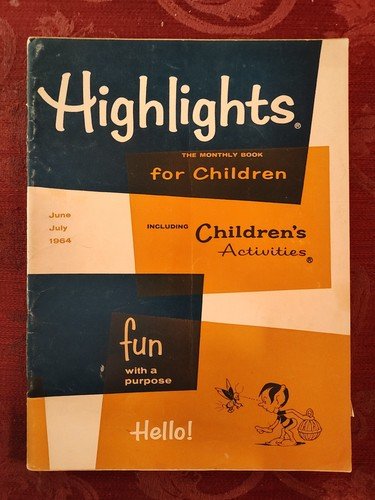 Highlights®
THE MONTHLY BOOK
for Children
June
July
1964
INCLUDING Children's
Activities®
fun
with a
purpose
Hello!